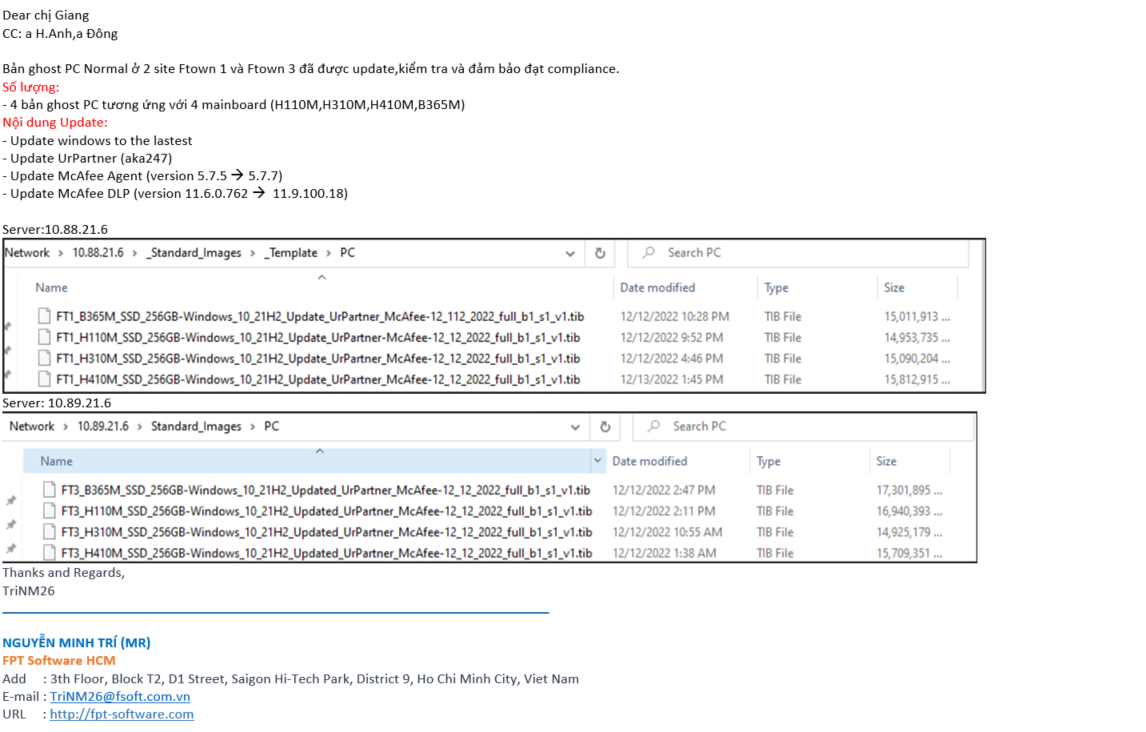 Dear chị Giang
CC: a H.Anh,a Đông
Bản ghost PC Normal ở 2 site Ftown 1 và Ftown 3 đã được update,kiểm tra và đảm bảo đạt compliance.
Số lượng:
- 4 bản ghost PC tương ứng với 4 mainboard (H110M,H310M,H410M,B365M)
Nội dung Update:
- Update windows to the lastest
- Update UrPartner (aka247)
- Update McAfee Agent (version 5.7.5 → 5.7.7)
- Update McAfee DLP (version 11.6.0.762 → 11.9.100.18)
Server:10.88.21.6
Network > 10.88.21.6 > _Standard_Images > _Template > PC Search PC
Name Date modified Type Size
FT1_B365M_SSD_256GB-Windows_10_21H2_Update_UrPartner_McAfee-12_112_2022_full_b1_s1_v1.tib 12/12/2022 10:28 PM TIB File 15,011,913 ...
FT1_H110M_SSD_256GB-Windows_10_21H2_Update_UrPartner-McAfee-12_12_2022_full_b1_s1_v1.tib 12/12/2022 9:52 PM TIB File 14,953,735 ...
FT1_H310M_SSD_256GB-Windows_10_21H2_Update_UrPartner_McAfee-12_12_2022_full_b1_s1_v1.tib 12/12/2022 4:46 PM TIB File 15,090,204 ...
FT1_H410M_SSD_256GB-Windows_10_21H2_Update_UrPartner_McAfee-12_12_2022_full_b1_s1_v1.tib 12/13/2022 1:45 PM TIB File 15,812,915 ...
Server: 10.89.21.6
Network > 10.89.21.6 > Standard_Images > PC Search PC
Name Date modified Type Size
FT3_B365M_SSD_256GB-Windows_10_21H2_Updated_UrPartner_McAfee-12_12_2022_full_b1_s1_v1.tib 12/12/2022 2:47 PM TIB File 17,301,895 ...
FT3_H110M_SSD_256GB-Windows_10_21H2_Updated_UrPartner_McAfee-12_12_2022_full_b1_s1_v1.tib 12/12/2022 2:11 PM TIB File 16,940,393 ...
FT3_H310M_SSD_256GB-Windows_10_21H2_Updated_UrPartner_McAfee-12_12_2022_full_b1_s1_v1.tib 12/12/2022 10:55 AM TIB File 14,925,179 ...
FT3_H410M_SSD_256GB-Windows_10_21H2_Updated_UrPartner_McAfee-12_12_2022_full_b1_s1_v1.tib 12/12/2022 1:38 AM TIB File 15,709,351 ...
Thanks and Regards,
TriNM26
NGUYỄN MINH TRÍ (MR)
FPT Software HCM
Add : 3th Floor, Block T2, D1 Street, Saigon Hi-Tech Park, District 9, Ho Chi Minh City, Viet Nam
E-mail : TriNM26@fsoft.com.vn
URL : http://fpt-software.com